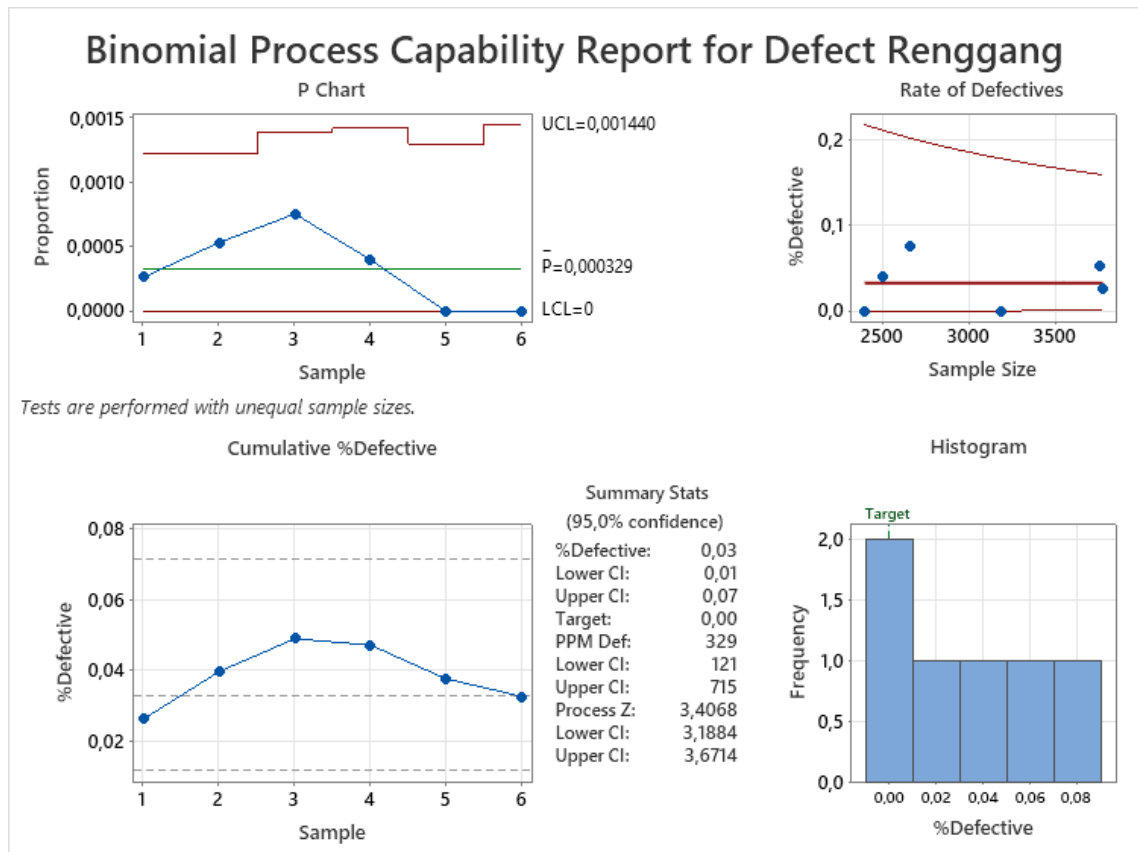 Binomial Process Capability Report for Defect Renggang
P Chart
0,0015
0,0010
0,0005
0,0000
Proportion
1 2 3 4 5 6
Sample
UCL=0,001440
_
P=0,000329
LCL=0
Rate of Defectives
0,2
0,1
0,0
%Defective
2500 3000 3500
Sample Size
Tests are performed with unequal sample sizes.
Cumulative %Defective
0,08
0,06
0,04
0,02
%Defective
1 2 3 4 5 6
Sample
Summary Stats
(95,0% confidence)
%Defective: 0,03
Lower CI: 0,01
Upper CI: 0,07
Target: 0,00
PPM Def: 329
Lower CI: 121
Upper CI: 715
Process Z: 3,4068
Lower CI: 3,1884
Upper CI: 3,6714
Histogram
Target
2,0
1,5
1,0
0,5
0,0
Frequency
0,00 0,02 0,04 0,06 0,08
%Defective